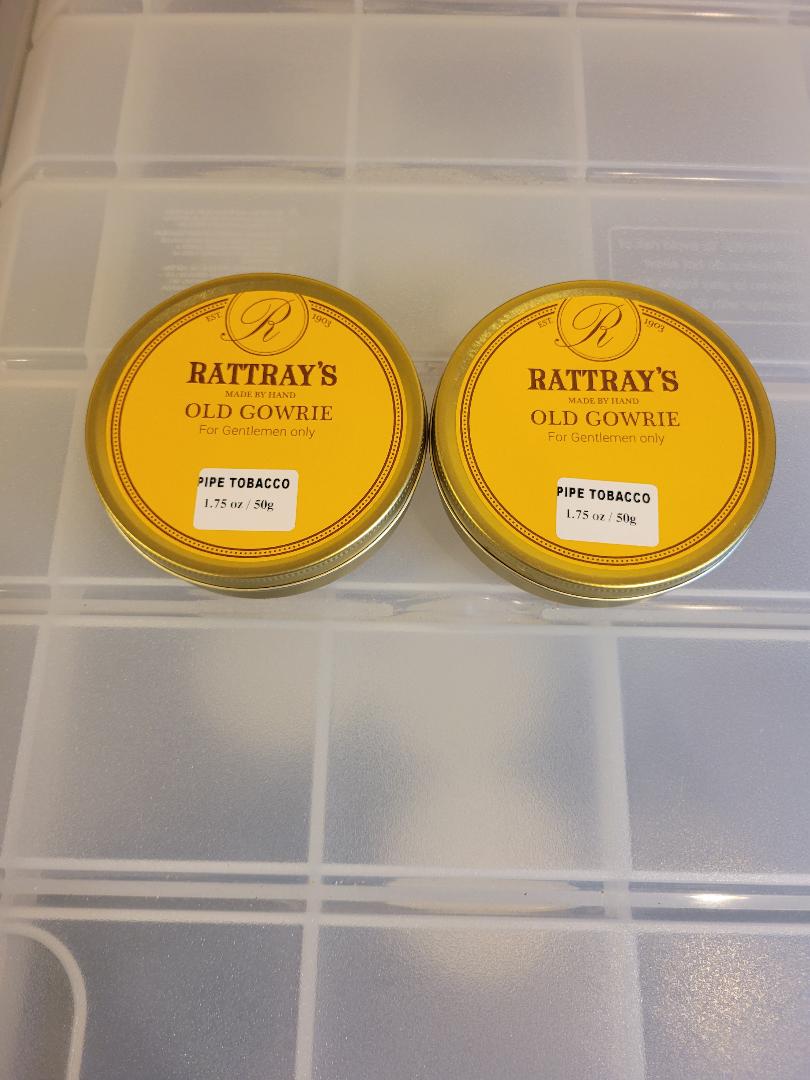 EST. R 1903
RATTRAY'S
MADE BY HAND
OLD GOWRIE
For Gentlemen only
PIPE TOBACCO
1.75 oz / 50g
EST. R 1903
RATTRAY'S
MADE BY HAND
OLD GOWRIE
For Gentlemen only
PIPE TOBACCO
1.75 oz / 50g